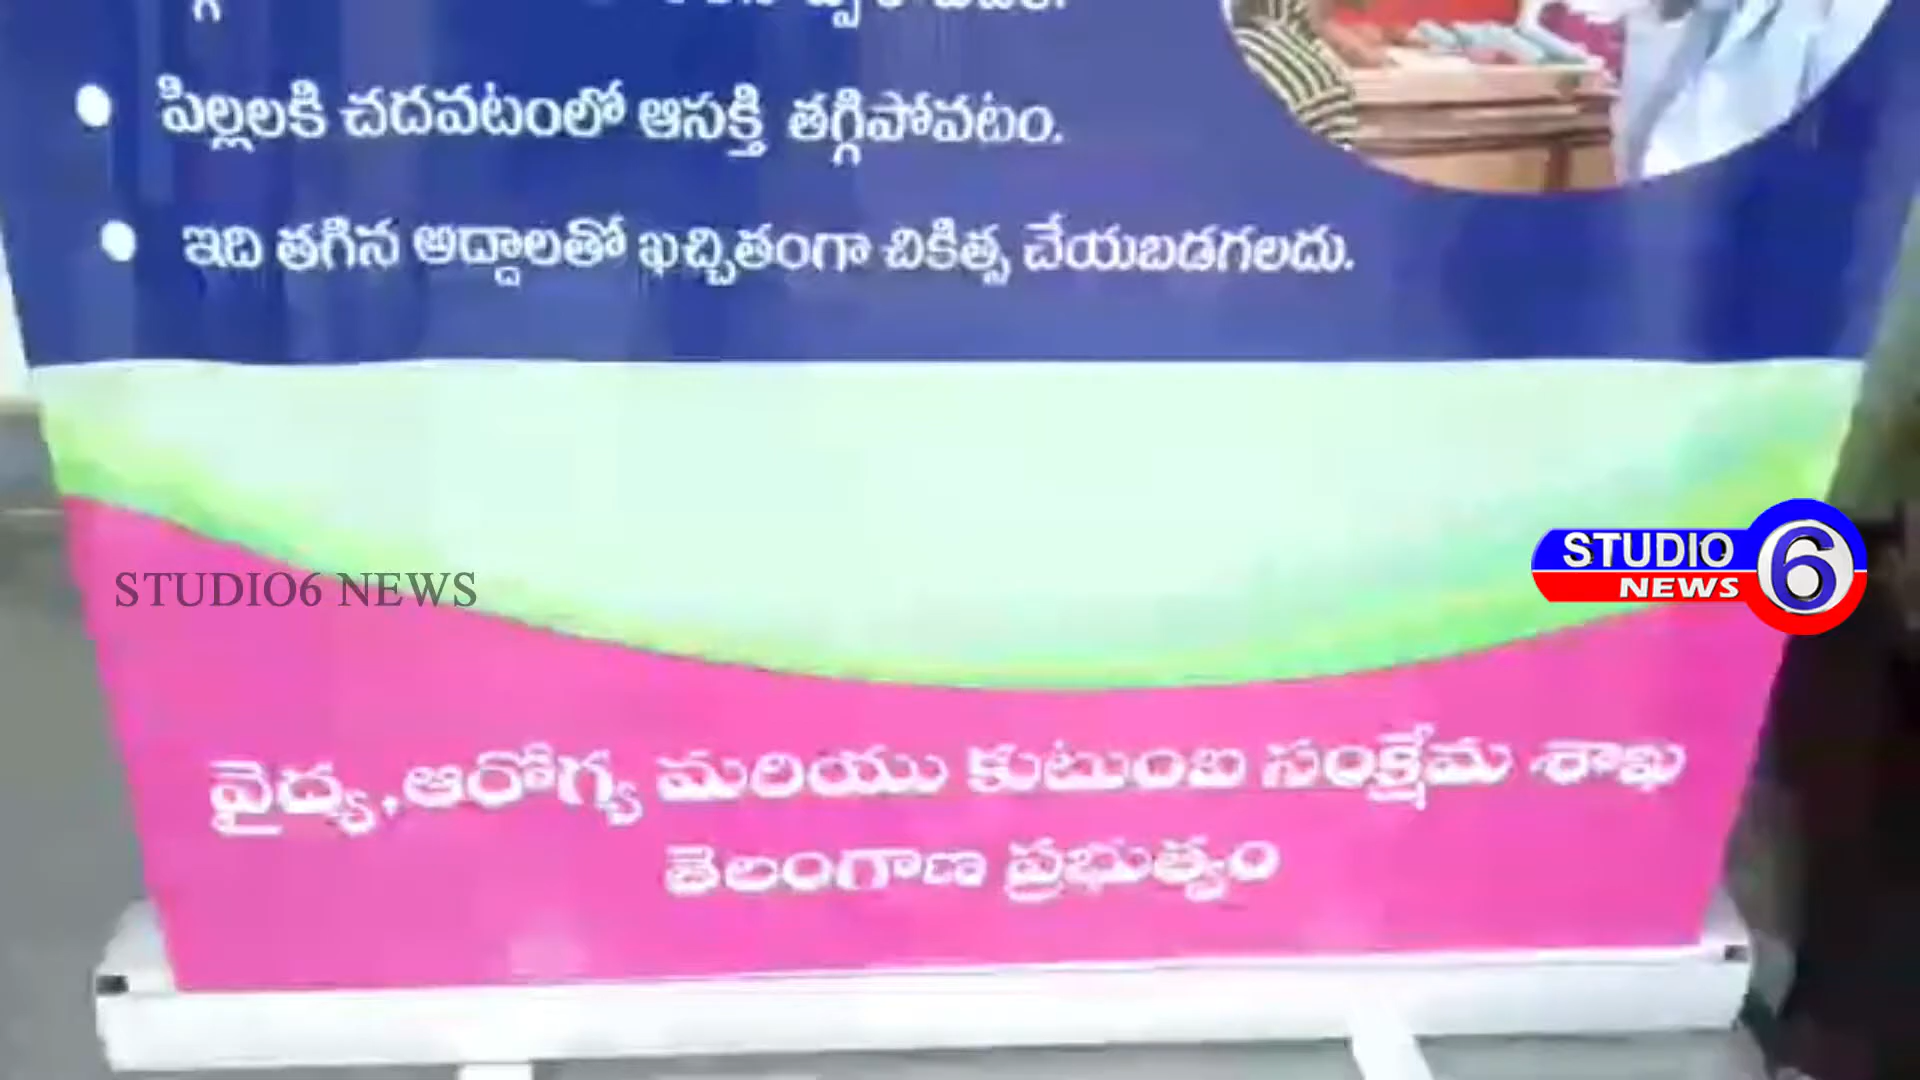 పిల్లలకి చదవటంలో ఆసక్తి తగ్గిపోవటం.
ఇది తగిన అద్దాలతో ఖచ్చితంగా చికిత్స చేయబడగలదు.
STUDIO
NEWS
6
STUDIO6 NEWS
వైద్య,ఆరోగ్య మరియు కుటుంబ సంక్షేమ శాఖ
తెలంగాణ ప్రభుత్వం